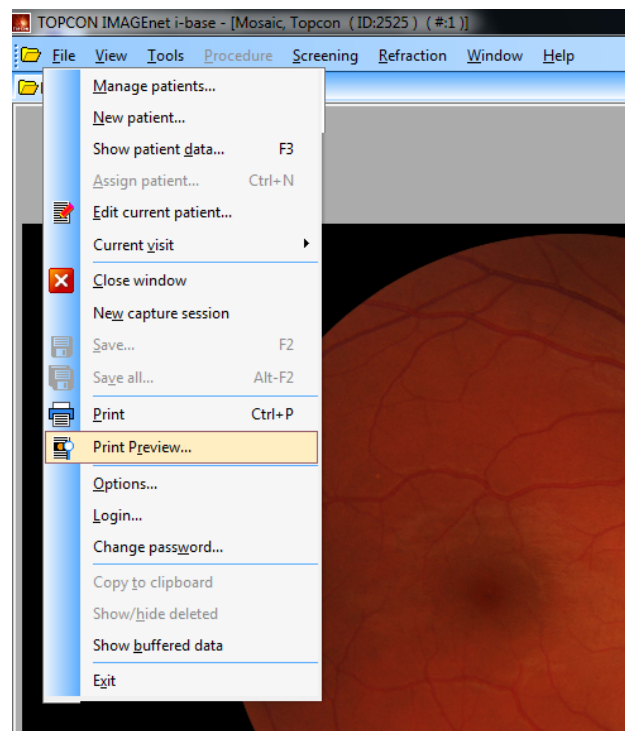 TOPCON IMAGEnet i-base - [Mosaic, Topcon ( ID:2525 ) ( #:1 )]
File View Tools Procedure Screening Refraction Window Help
Manage patients...
New patient...
Show patient data... F3
Assign patient... Ctrl+N
Edit current patient...
Current visit
Close window
New capture session
Save... F2
Save all... Alt-F2
Print Ctrl+P
Print Preview...
Options...
Login...
Change password...
Copy to clipboard
Show/hide deleted
Show buffered data
Exit